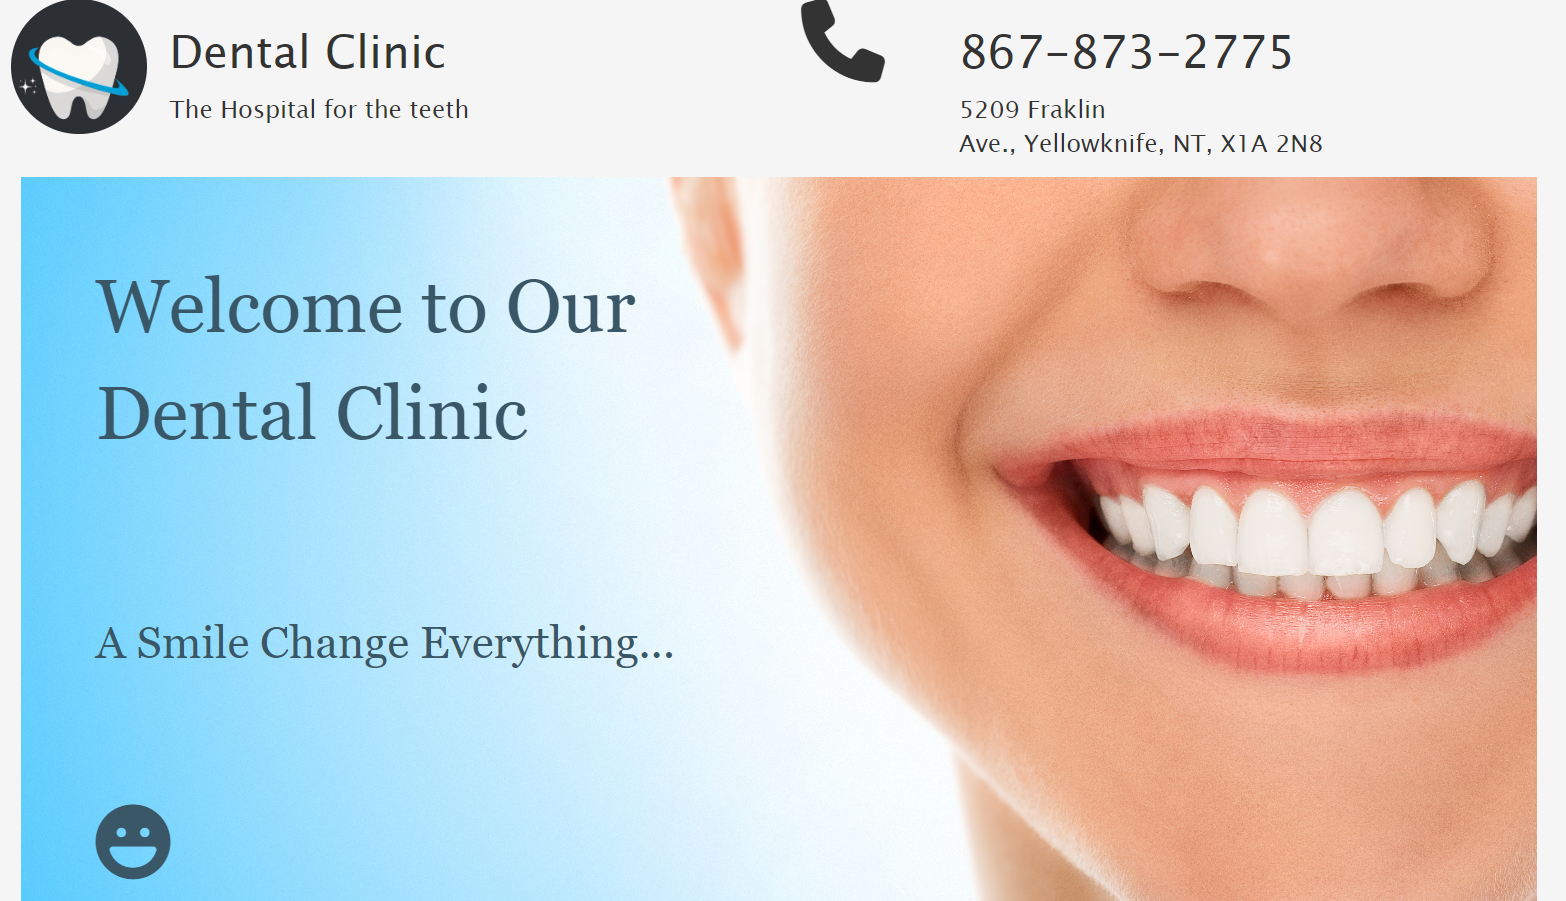 Dental Clinic
The Hospital for the teeth
867-873-2775
5209 Fraklin
Ave., Yellowknife, NT, X1A 2N8
Welcome to Our
Dental Clinic
A Smile Change Everything...